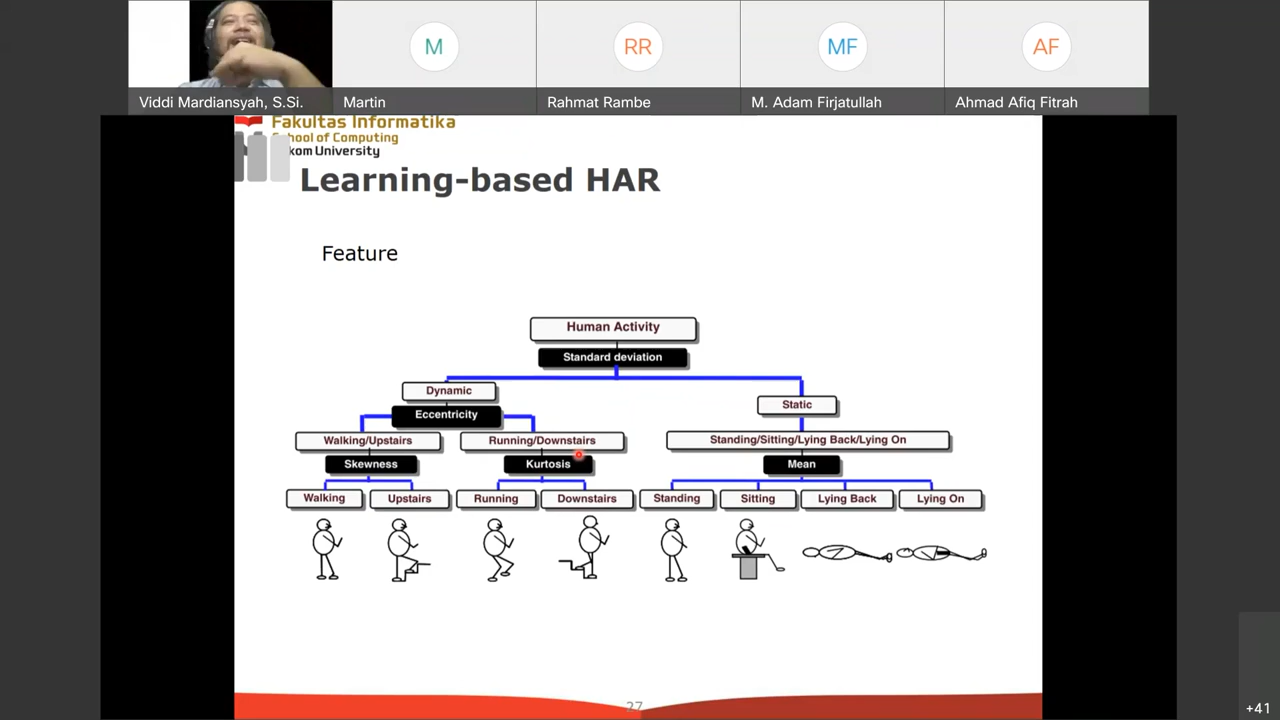 M
RR
MF
AF
Viddi Mardiansyah, S.Si.
Martin
Rahmat Rambe
M. Adam Firjatullah
Ahmad Afiq Fitrah
Fakultas Informatika
School of Computing
kom University
Learning-based HAR
Feature
Human Activity
Standard deviation
Dynamic
Static
Eccentricity
Walking/Upstairs
Running/Downstairs
Standing/Sitting/Lying Back/Lying On
Skewness
Kurtosis
Mean
Walking
Upstairs
Running
Downstairs
Standing
Sitting
Lying Back
Lying On
27
+41